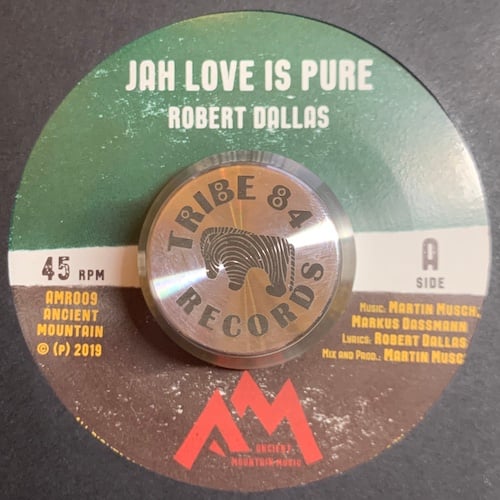 JAH LOVE IS PURE
ROBERT DALLAS
TRIBE 84
RECORDS
45 RPM
AMR009
ANCIENT
MOUNTAIN
© (P) 2019
A
SIDE
MUSIC: MARTIN MUSCH,
MARKUS DASSMANN
LYRICS: ROBERT DALLAS
MIX AND PROD.: MARTIN MUSC
AM
ANCIENT
MOUNTAIN MUSIC